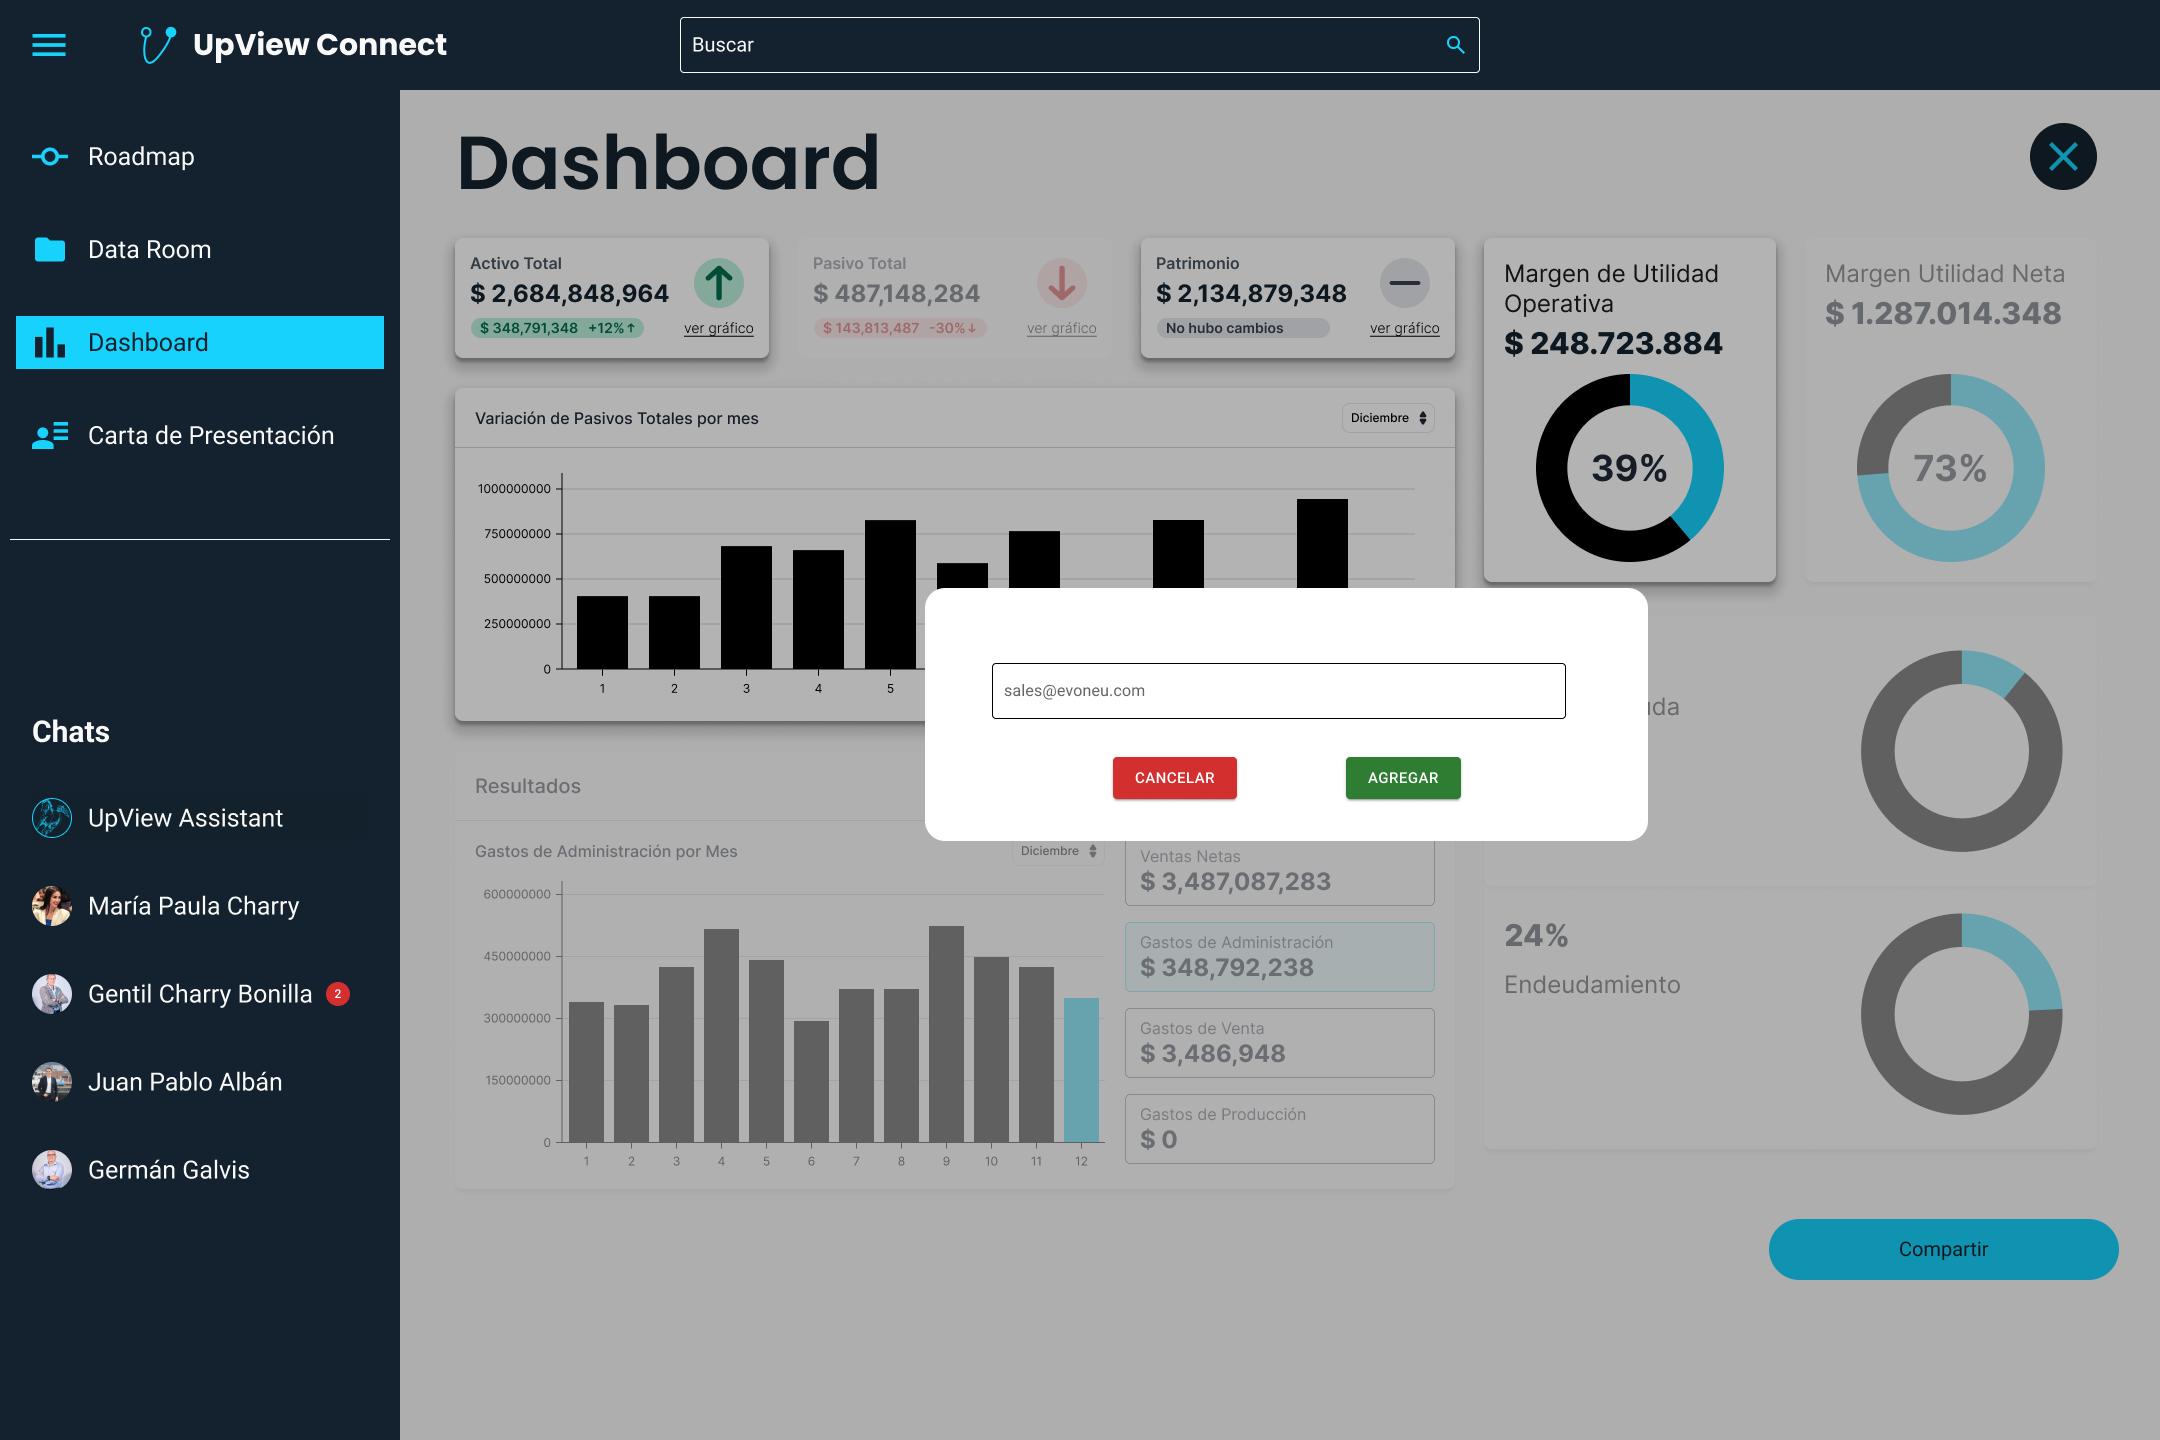 UpView Connect
Buscar
Roadmap
Data Room
Dashboard
Carta de Presentación
Chats
UpView Assistant
María Paula Charry
Gentil Charry Bonilla 2
Juan Pablo Albán
Germán Galvis
Dashboard
Activo Total
$ 2,684,848,964
$ 348,791,348 +12%↑
ver gráfico
Pasivo Total
$ 487,148,284
$ 143,813,487 -30%↓
ver gráfico
Patrimonio
$ 2,134,879,348
No hubo cambios
ver gráfico
Margen de Utilidad
Operativa
$ 248.723.884
39%
Margen Utilidad Neta
$ 1.287.014.348
73%
Variación de Pasivos Totales por mes
Diciembre
1000000000
750000000
500000000
250000000
0
1 2 3 4 5
sales@evoneu.com
CANCELAR
AGREGAR
Resultados
Gastos de Administración por Mes
Diciembre
600000000
450000000
300000000
150000000
0
1 2 3 4 5 6 7 8 9 10 11 12
Ventas Netas
$ 3,487,087,283
Gastos de Administración
$ 348,792,238
Gastos de Venta
$ 3,486,948
Gastos de Producción
$ 0
24%
Endeudamiento
Compartir